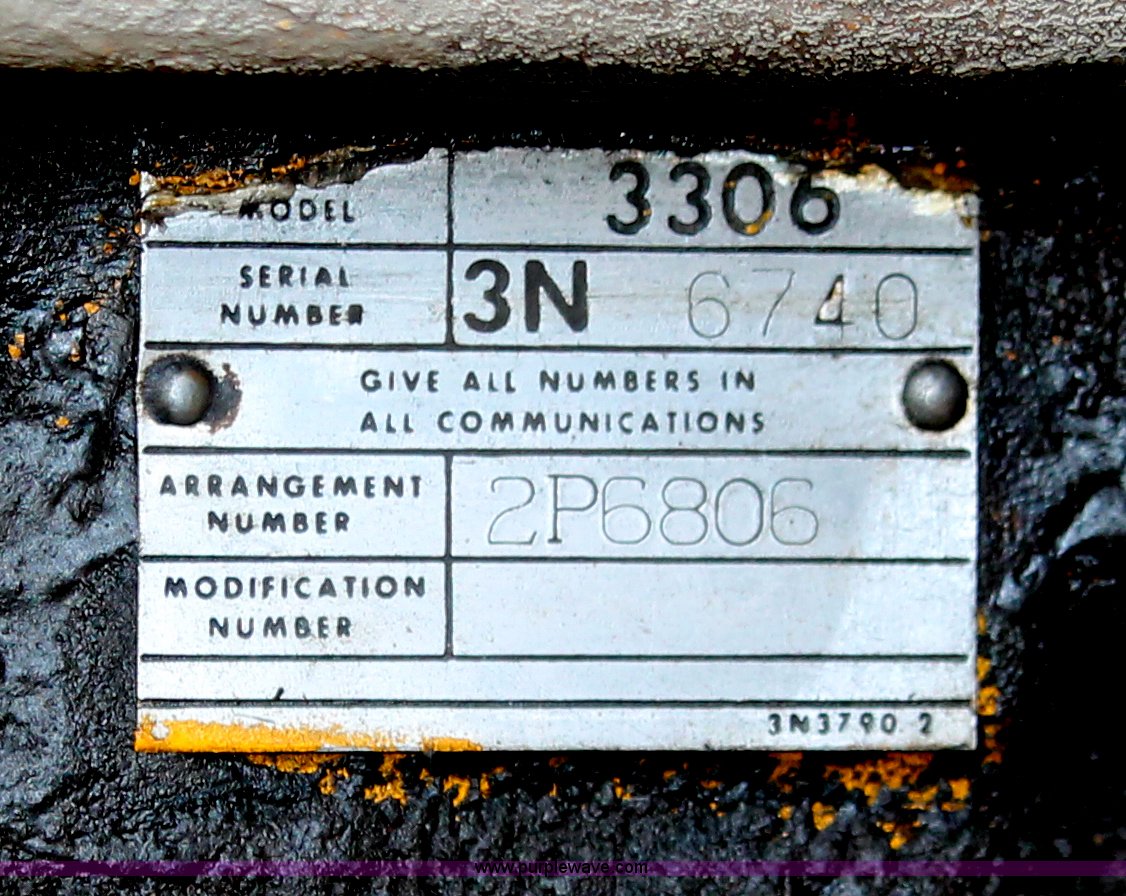 MODEL 3306
SERIAL NUMBER 3N 6740
GIVE ALL NUMBERS IN
ALL COMMUNICATIONS
ARRANGEMENT NUMBER 2P6806
MODIFICATION NUMBER
3N3790 2
www.purplewave.com